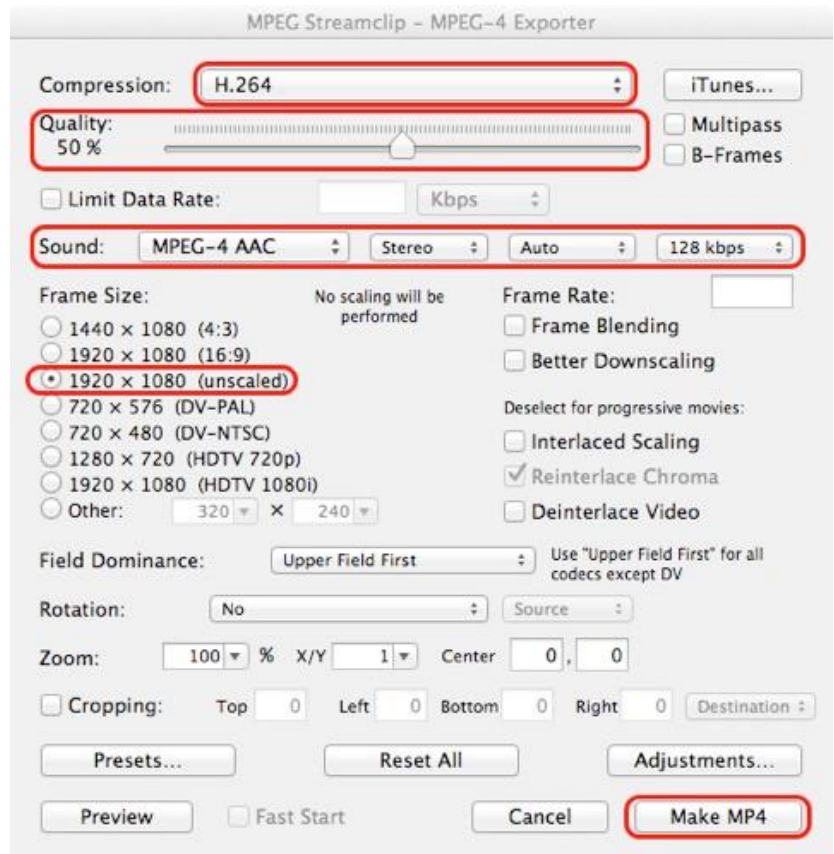 MPEG Streamclip – MPEG-4 Exporter
Compression: H.264 iTunes...
Quality: Multipass
50 % B-Frames
Limit Data Rate: Kbps
Sound: MPEG-4 AAC Stereo Auto 128 kbps
Frame Size: No scaling will be performed Frame Rate:
1440 × 1080 (4:3) Frame Blending
1920 × 1080 (16:9) Better Downscaling
1920 × 1080 (unscaled)
720 × 576 (DV-PAL) Deselect for progressive movies:
720 × 480 (DV-NTSC) Interlaced Scaling
1280 × 720 (HDTV 720p) Reinterlace Chroma
1920 × 1080 (HDTV 1080i)
Other: 320 × 240 Deinterlace Video
Field Dominance: Upper Field First Use "Upper Field First" for all codecs except DV
Rotation: No Source
Zoom: 100 % X/Y 1 Center 0 , 0
Cropping: Top 0 Left 0 Bottom 0 Right 0 Destination
Presets... Reset All Adjustments...
Preview Fast Start Cancel Make MP4